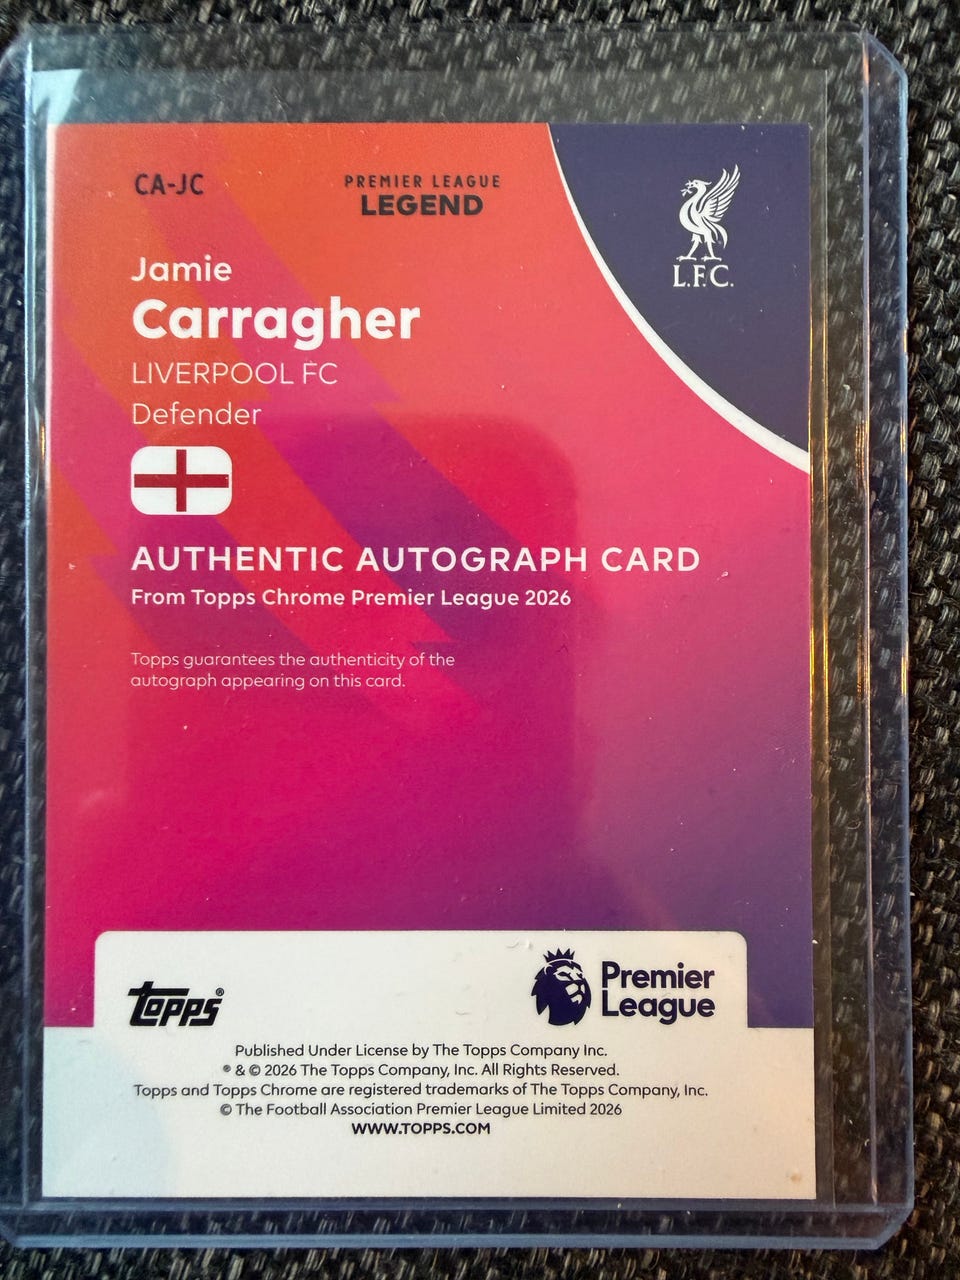 CA-JC
PREMIER LEAGUE
LEGEND
L.F.C.
Jamie
Carragher
LIVERPOOL FC
Defender
AUTHENTIC AUTOGRAPH CARD
From Topps Chrome Premier League 2026
Topps guarantees the authenticity of the
autograph appearing on this card.
topps®
Premier
League
Published Under License by The Topps Company Inc.
® & © 2026 The Topps Company, Inc. All Rights Reserved.
Topps and Topps Chrome are registered trademarks of The Topps Company, Inc.
© The Football Association Premier League Limited 2026
WWW.TOPPS.COM